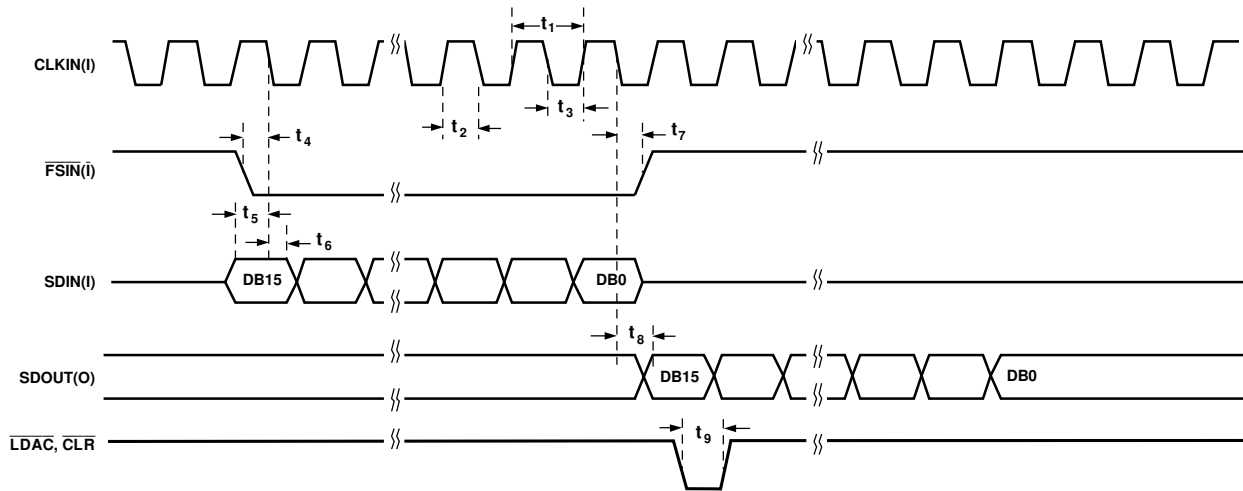 t1
CLKIN(I)
t2
t3
t4
t7
FSIN(I)
t5
t6
SDIN(I)
DB15
DB0
t8
SDOUT(O)
DB15
DB0
LDAC, CLR
t9